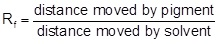 Rf = distance moved by pigment
distance moved by solvent